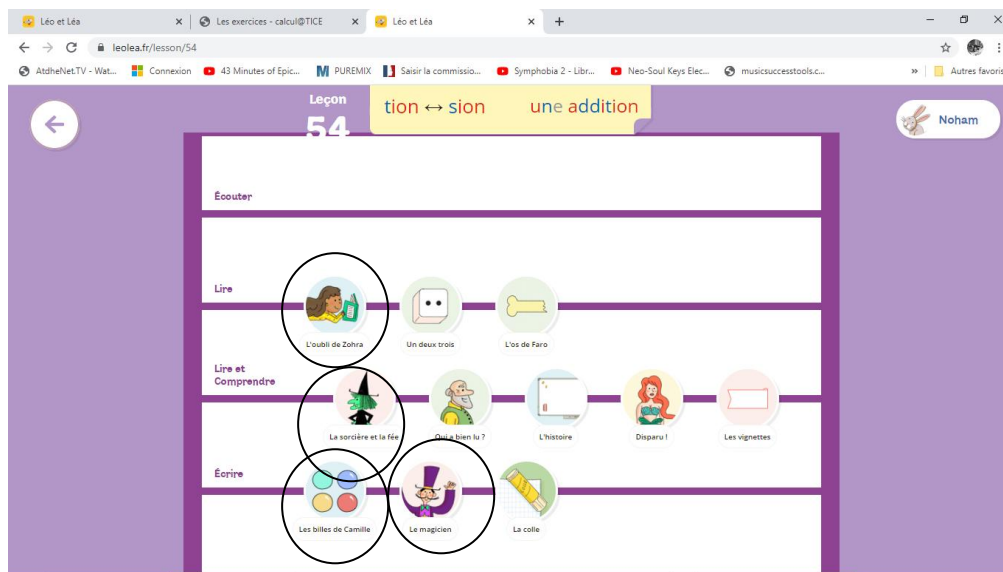 Léo et Léa
Les exercices - calcul@TICE
Léo et Léa
leolea.fr/lesson/54
AtdheNet.TV - Wat...
Connexion
43 Minutes of Epic...
PUREMIX
Saisir la commissio...
Symphobia 2 - Libr...
Neo-Soul Keys Elec...
musicsuccesstools.c...
Autres favoris
Leçon
54
tion ↔ sion une addition
Noham
Écouter
Lire
L'oubli de Zohra
Un deux trois
L'os de Faro
Lire et
Comprendre
La sorcière et la fée
Qui a bien lu ?
L'histoire
Disparu !
Les vignettes
Écrire
Les billes de Camille
Le magicien
La colle